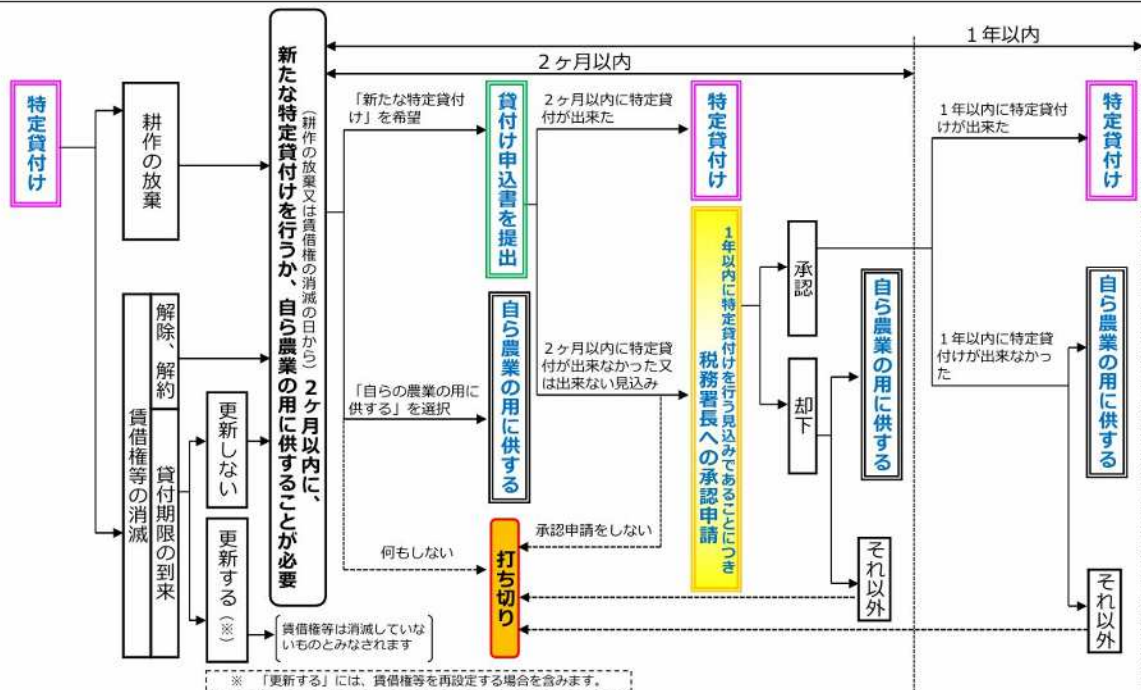 1年以内
2ヶ月以内
特定貸付け
耕作の放棄
賃借権等の消滅
解除、解約
貸付期限の到来
更新しない
更新する(※)
賃借権等は消滅していな
いものとみなされます
※ 「更新する」には、賃借権等を再設定する場合を含みます。
(耕作の放棄又は賃借権の消滅の日から)2ヶ月以内に、
新たな特定貸付けを行うか、自ら農業の用に供することが必要
「新たな特定貸付
け」を希望
「自らの農業の用に
供する」を選択
何もしない
貸付け申込書を提出
自ら農業の用に供する
打ち切り
2ヶ月以内に特定貸
付が出来た
2ヶ月以内に特定貸
付が出来なかった又
は出来ない見込み
承認申請をしない
特定貸付け
1年以内に特定貸付けを行う見込みであることにつき
税務署長への承認申請
承認
却下
自ら農業の用に供する
それ以外
1年以内に特定貸付
けが出来た
1年以内に特定貸
付けが出来なかっ
た
特定貸付け
自ら農業の用に供する
それ以外